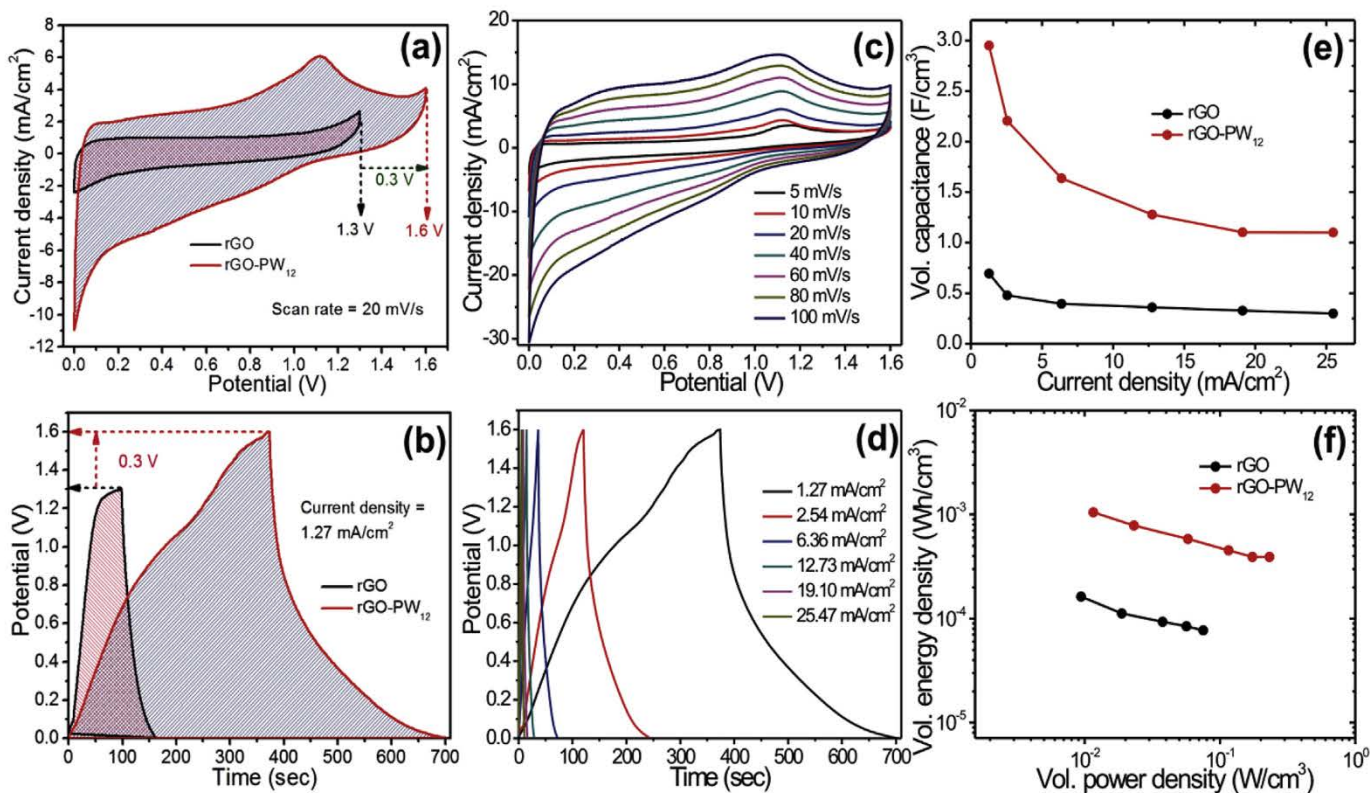 (a)
Current density (mA/cm²)
8
6
4
2
0
-2
-4
-6
-8
-10
-12
0.3 V
1.3 V
1.6 V
rGO
rGO-PW₁₂
Scan rate = 20 mV/s
0.0 0.2 0.4 0.6 0.8 1.0 1.2 1.4 1.6
Potential (V)
(c)
Current density (mA/cm²)
20
10
0
-10
-20
-30
5 mV/s
10 mV/s
20 mV/s
40 mV/s
60 mV/s
80 mV/s
100 mV/s
0.0 0.2 0.4 0.6 0.8 1.0 1.2 1.4 1.6
Potential (V)
(e)
Vol. capacitance (F/cm³)
3.0
2.5
2.0
1.5
1.0
0.5
0.0
rGO
rGO-PW₁₂
0 5 10 15 20 25
Current density (mA/cm²)
(b)
Potential (V)
1.6
1.4
1.2
1.0
0.8
0.6
0.4
0.2
0.0
0.3 V
Current density =
1.27 mA/cm²
rGO
rGO-PW₁₂
0 100 200 300 400 500 600 700
Time (sec)
(d)
Potential (V)
1.6
1.4
1.2
1.0
0.8
0.6
0.4
0.2
0.0
1.27 mA/cm²
2.54 mA/cm²
6.36 mA/cm²
12.73 mA/cm²
19.10 mA/cm²
25.47 mA/cm²
0 100 200 300 400 500 600 700
Time (sec)
(f)
Vol. energy density (Wh/cm³)
10⁻²
10⁻³
10⁻⁴
10⁻⁵
rGO
rGO-PW₁₂
10⁻² 10⁻¹ 10⁰
Vol. power density (W/cm³)